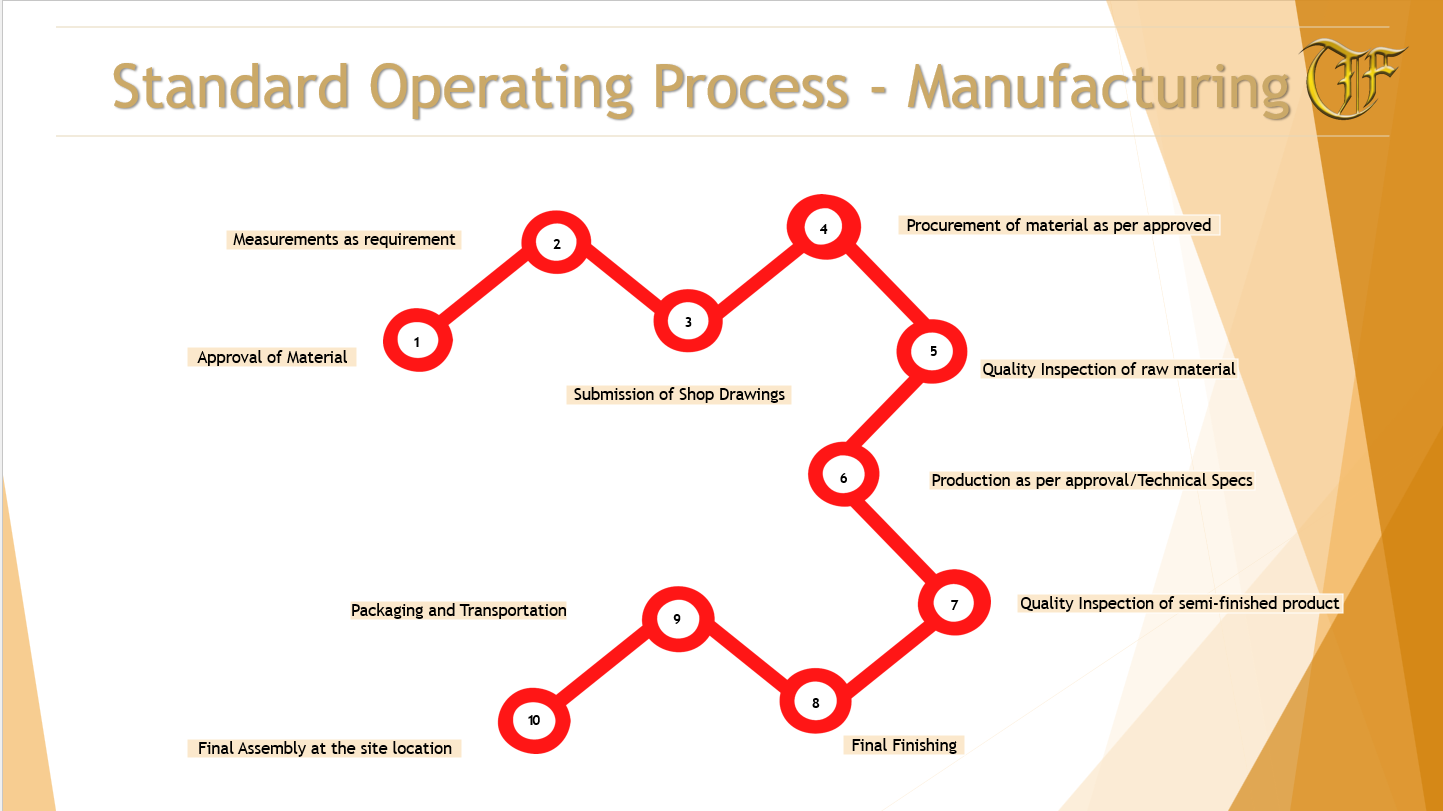 Standard Operating Process - Manufacturing
TF
Measurements as requirement
2
4
Procurement of material as per approved
1
3
Approval of Material
5
Quality Inspection of raw material
Submission of Shop Drawings
6
Production as per approval/Technical Specs
7
Quality Inspection of semi-finished product
Packaging and Transportation
9
8
10
Final Finishing
Final Assembly at the site location